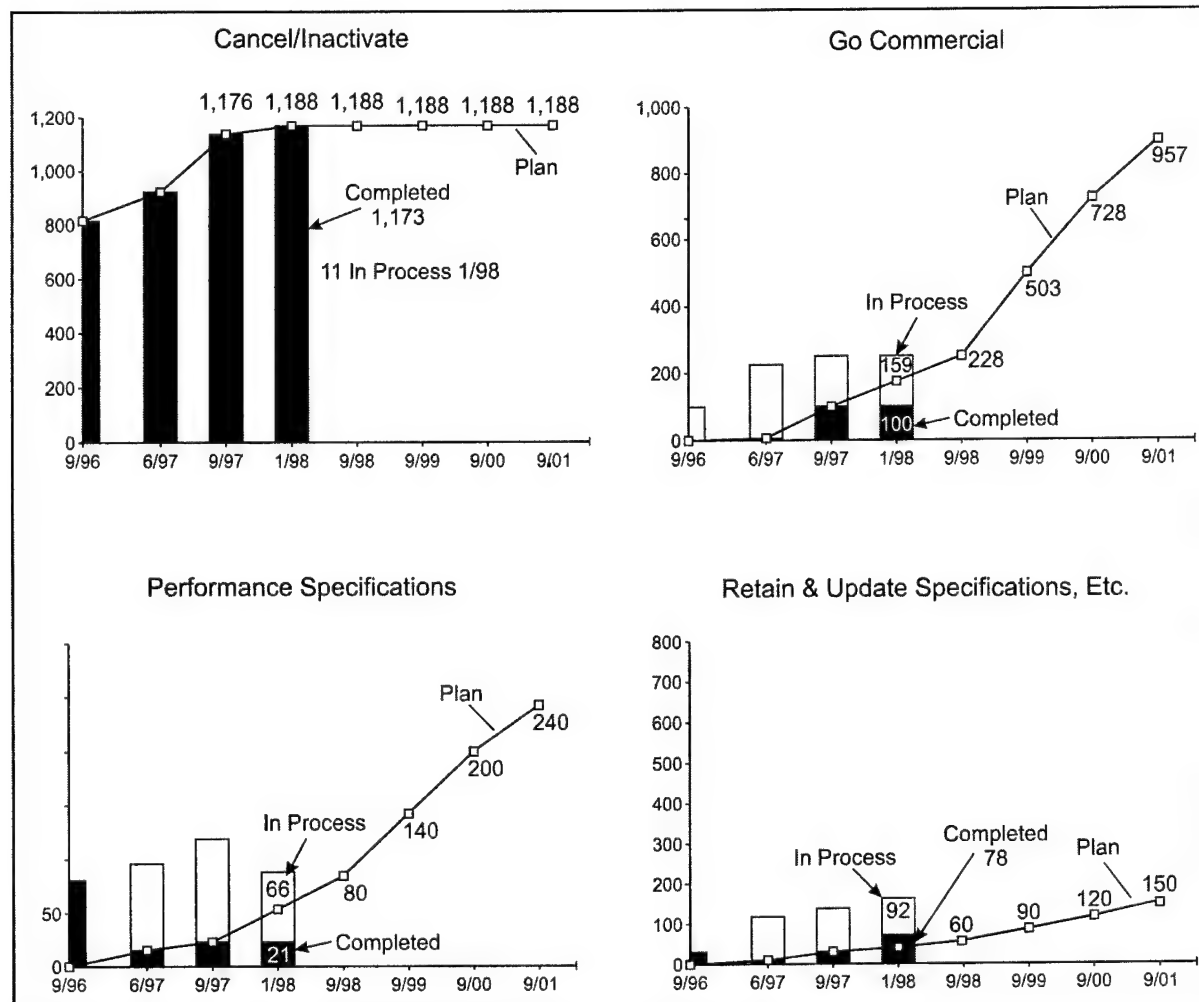 Cancel/Inactivate
1,176 1,188 1,188 1,188 1,188 1,188
1,200
1,000
800
600
400
200
0
Plan
Completed
1,173
11 In Process 1/98
9/96 6/97 9/97 1/98 9/98 9/99 9/00 9/01
Go Commercial
1,000
800
600
400
200
0
957
Plan
728
503
In Process
159
228
Completed
100
9/96 6/97 9/97 1/98 9/98 9/99 9/00 9/01
Performance Specifications
50
0
Plan
240
200
140
In Process
66
80
Completed
21
9/96 6/97 9/97 1/98 9/98 9/99 9/00 9/01
Retain & Update Specifications, Etc.
800
700
600
500
400
300
200
100
0
In Process
Completed
78
Plan
92
60
90
120
150
9/96 6/97 9/97 1/98 9/98 9/99 9/00 9/01